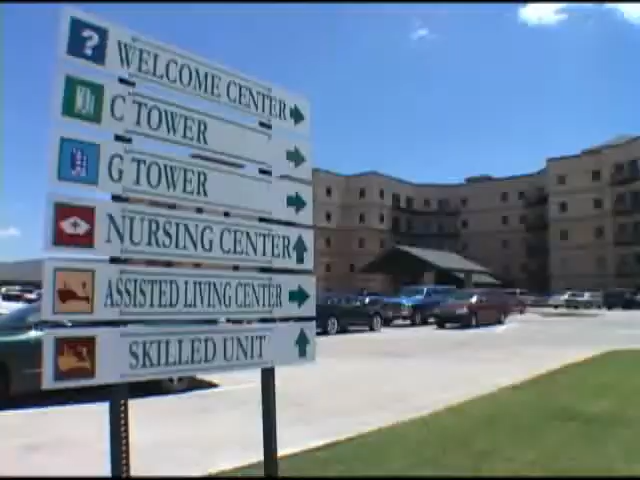 ?
WELCOME CENTER
C TOWER
G TOWER
NURSING CENTER
ASSISTED LIVING CENTER
SKILLED UNIT